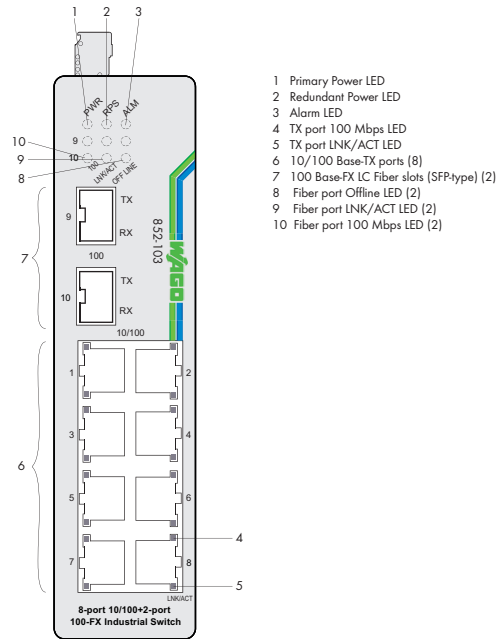 1 2 3
PWR RPS ALM
9
10
10
9
8
100
LNK/ACT
OFF LINE
TX
9
RX
100
7
TX
10
RX
10/100
852-103
WAGO
1 2
3 4
6
5 6
4
7 8
5
LNK/ACT
8-port 10/100+2-port
100-FX Industrial Switch
1 Primary Power LED
2 Redundant Power LED
3 Alarm LED
4 TX port 100 Mbps LED
5 TX port LNK/ACT LED
6 10/100 Base-TX ports (8)
7 100 Base-FX LC Fiber slots (SFP-type) (2)
8 Fiber port Offline LED (2)
9 Fiber port LNK/ACT LED (2)
10 Fiber port 100 Mbps LED (2)